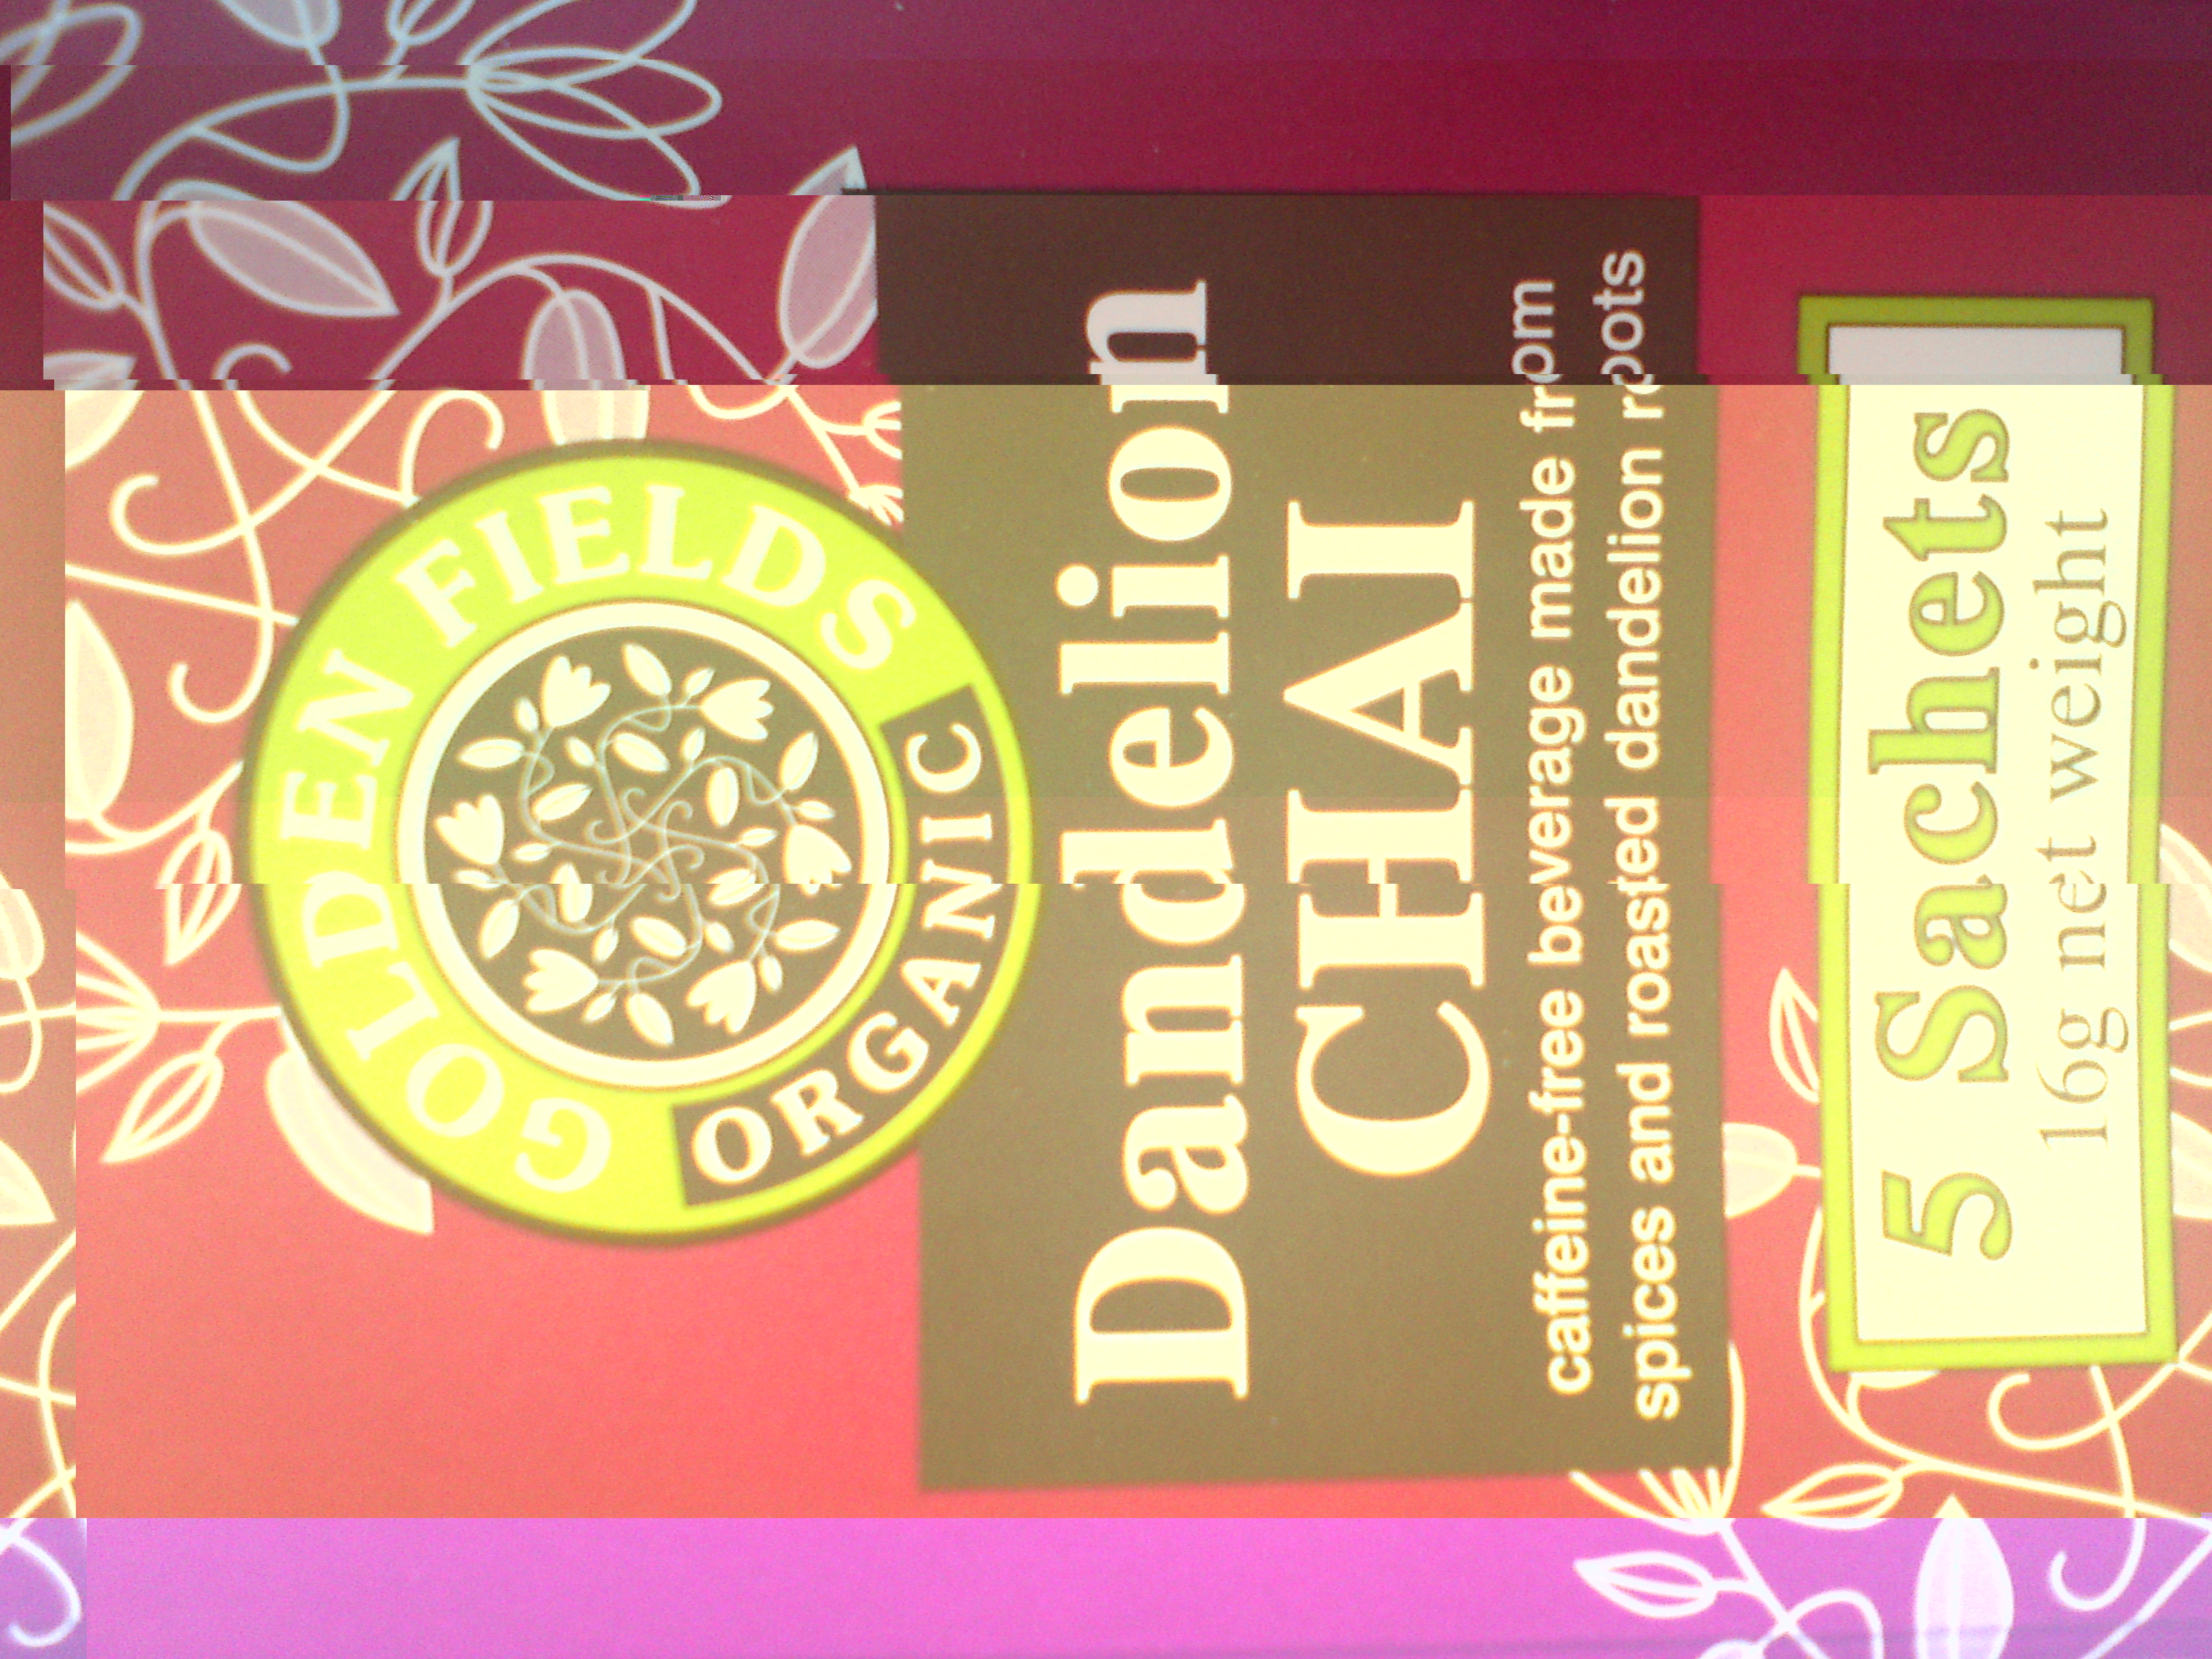 GOLDEN FIELDS
ORGANIC
Dandelion
CHAI
caffeine-free beverage made from
spices and roasted dandelion roots
5 Sachets
16g net weight